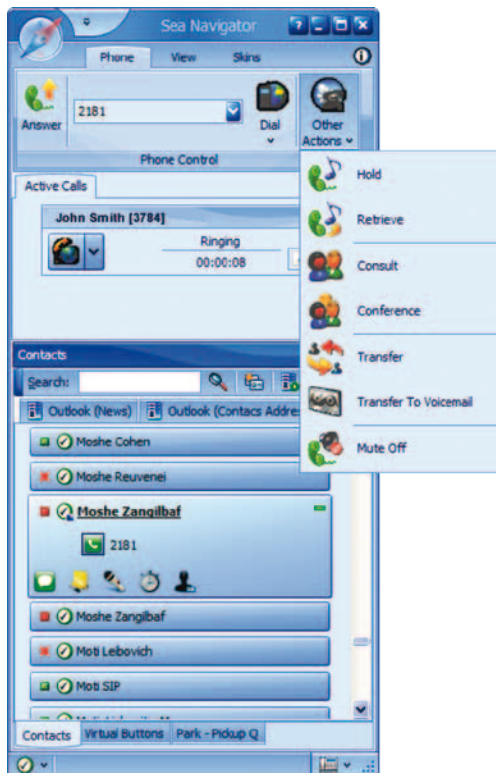 Sea Navigator
Phone View Skins
Answer
2181
Dial
Other Actions
Phone Control
Hold
Retrieve
Consult
Conference
Transfer
Transfer To Voicemail
Mute Off
Active Calls
John Smith [3784]
Ringing
00:00:08
Contacts
Search:
Outlook (News) Outlook (Contacs Addre
Moshe Cohen
Moshe Reuvenei
Moshe Zangilbaf
2181
Moshe Zangilbaf
Moti Leibovich
Moti SIP
Contacts Virtual Buttons Park - Pickup Q